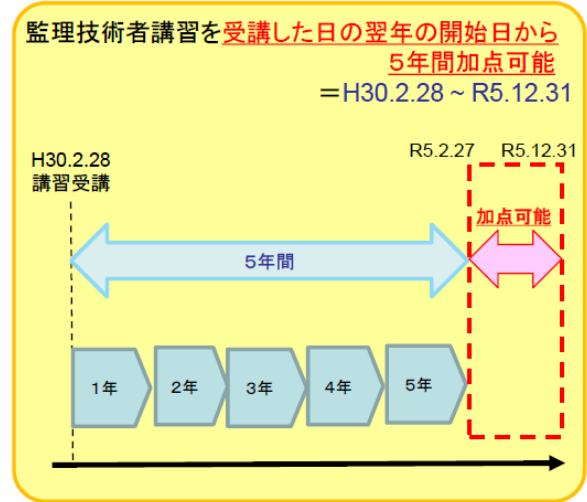 監理技術者講習を受講した日の翌年の開始日から
５年間加点可能
＝H30.2.28 ~ R5.12.31
R5.2.27 R5.12.31
H30.2.28
講習受講
加点可能
５年間
1年 2年 3年 4年 5年